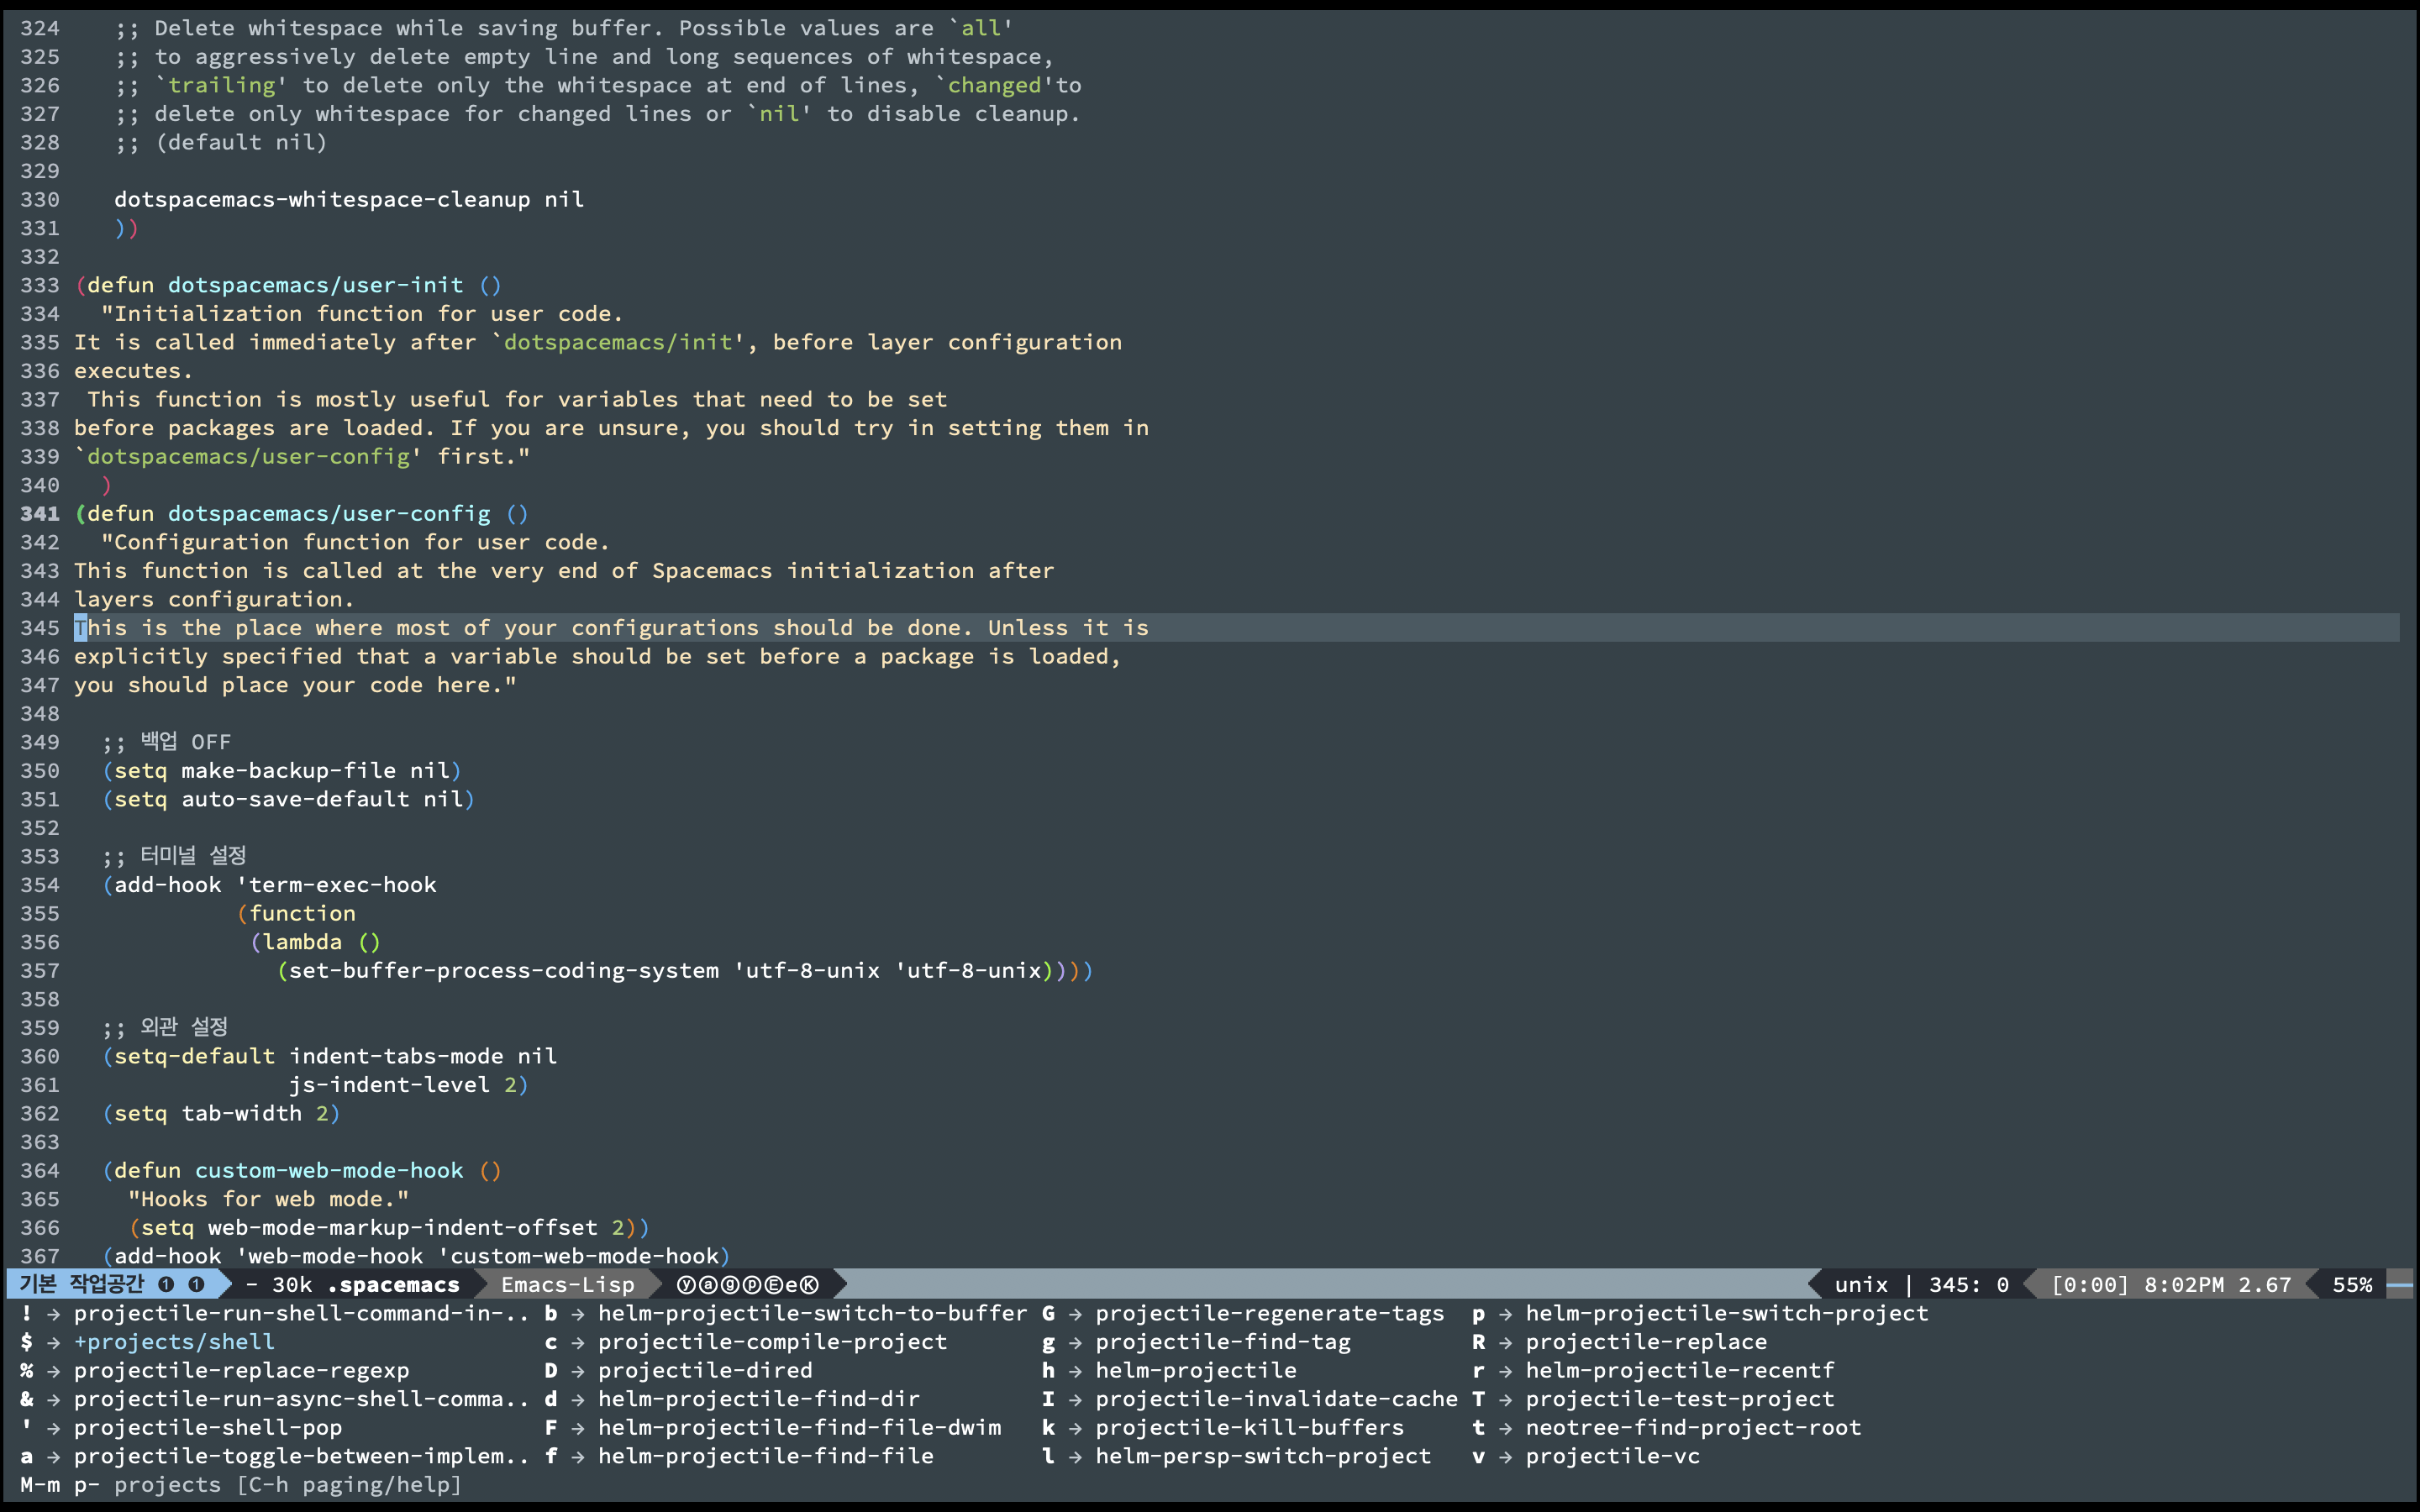 324    ;; Delete whitespace while saving buffer. Possible values are `all'
325    ;; to aggressively delete empty line and long sequences of whitespace,
326    ;; `trailing' to delete only the whitespace at end of lines, `changed'to
327    ;; delete only whitespace for changed lines or `nil' to disable cleanup.
328    ;; (default nil)
329
330    dotspacemacs-whitespace-cleanup nil
331    ))
332
333 (defun dotspacemacs/user-init ()
334   "Initialization function for user code.
335 It is called immediately after `dotspacemacs/init', before layer configuration
336 executes.
337  This function is mostly useful for variables that need to be set
338 before packages are loaded. If you are unsure, you should try in setting them in
339 `dotspacemacs/user-config' first."
340   )
341 (defun dotspacemacs/user-config ()
342   "Configuration function for user code.
343 This function is called at the very end of Spacemacs initialization after
344 layers configuration.
345 This is the place where most of your configurations should be done. Unless it is
346 explicitly specified that a variable should be set before a package is loaded,
347 you should place your code here."
348
349   ;; 백업 OFF
350   (setq make-backup-file nil)
351   (setq auto-save-default nil)
352
353   ;; 터미널 설정
354   (add-hook 'term-exec-hook
355             (function
356              (lambda ()
357                (set-buffer-process-coding-system 'utf-8-unix 'utf-8-unix))))
358
359   ;; 외관 설정
360   (setq-default indent-tabs-mode nil
361                 js-indent-level 2)
362   (setq tab-width 2)
363
364   (defun custom-web-mode-hook ()
365     "Hooks for web mode."
366     (setq web-mode-markup-indent-offset 2))
367   (add-hook 'web-mode-hook 'custom-web-mode-hook)
기본 작업공간 ❶ ❶ - 30k .spacemacs Emacs-Lisp ⓨⓐⓖⓟⒺeⓀ unix | 345: 0 [0:00] 8:02PM 2.67 55%
! → projectile-run-shell-command-in-.. b → helm-projectile-switch-to-buffer G → projectile-regenerate-tags p → helm-projectile-switch-project
$ → +projects/shell c → projectile-compile-project g → projectile-find-tag R → projectile-replace
% → projectile-replace-regexp D → projectile-dired h → helm-projectile r → helm-projectile-recentf
& → projectile-run-async-shell-comma.. d → helm-projectile-find-dir I → projectile-invalidate-cache T → projectile-test-project
' → projectile-shell-pop F → helm-projectile-find-file-dwim k → projectile-kill-buffers t → neotree-find-project-root
a → projectile-toggle-between-implem.. f → helm-projectile-find-file l → helm-persp-switch-project v → projectile-vc
M-m p- projects [C-h paging/help]